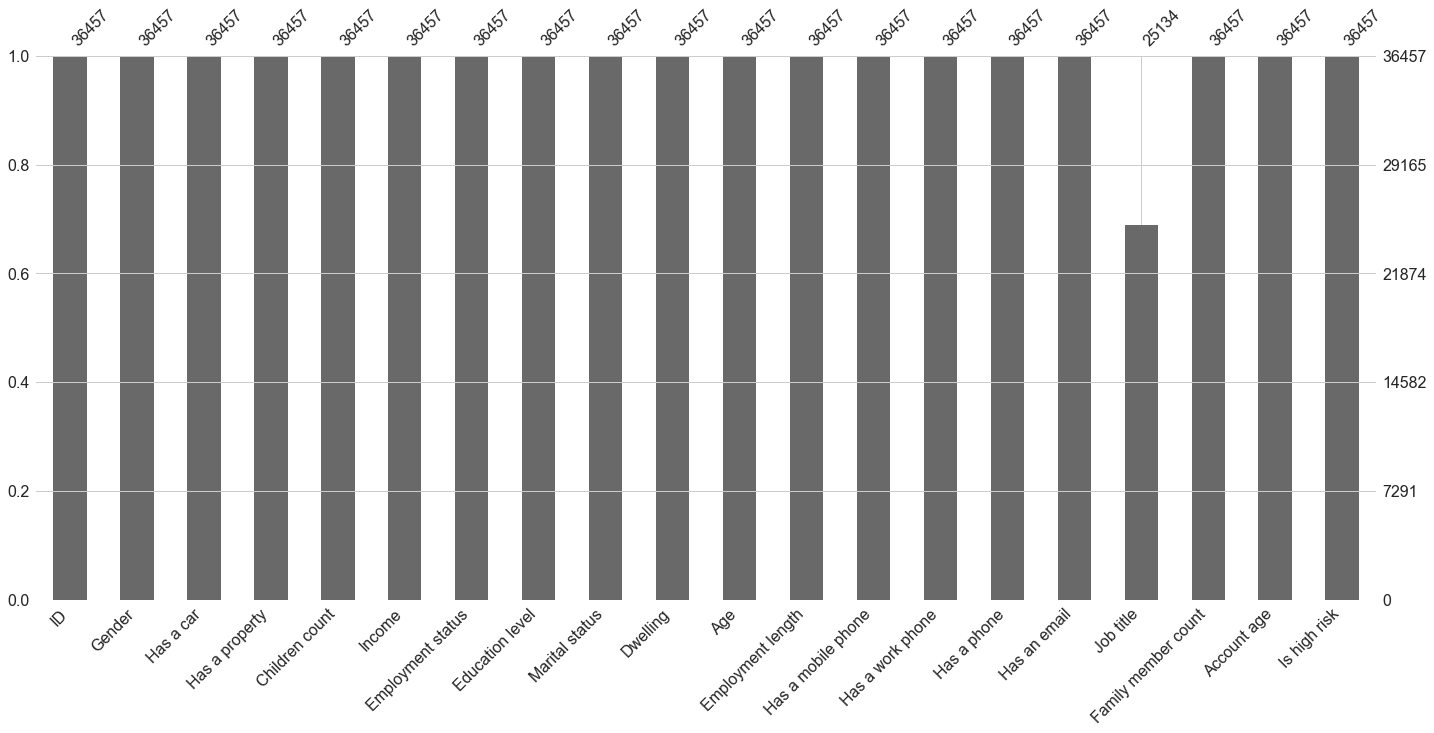 36457 36457 36457 36457 36457 36457 36457 36457 36457 36457 36457 36457 36457 36457 36457 36457 25134 36457 36457 36457
1.0 36457
0.8 29165
0.6 21874
0.4 14582
0.2 7291
0.0 0
ID
Gender
Has a car
Has a property
Children count
Income
Employment status
Education level
Marital status
Dwelling
Age
Employment length
Has a mobile phone
Has a work phone
Has a phone
Has an email
Job title
Family member count
Account age
Is high risk